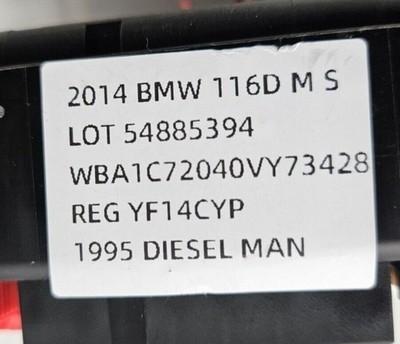 2014 BMW 116D M S
LOT 54885394
WBA1C72040VY73428
REG YF14CYP
1995 DIESEL MAN